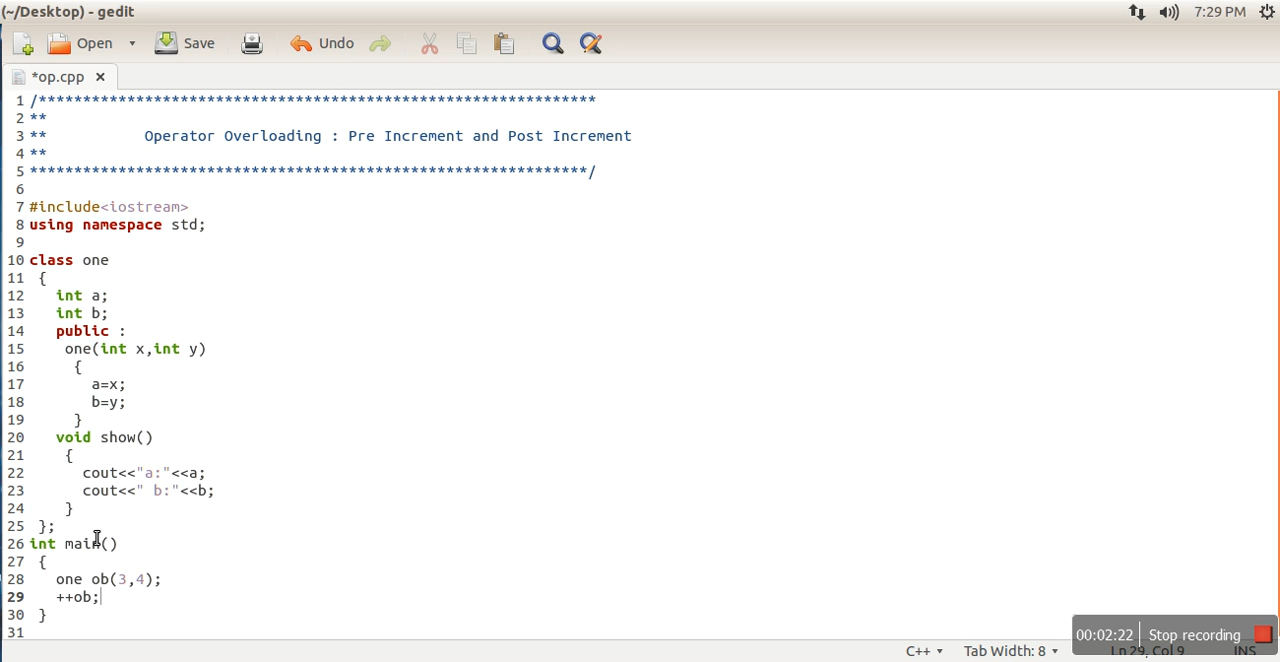 (~/Desktop) - gedit
7:29 PM
Open Save Undo
*op.cpp
1 /***************************************************************
2 **
3 ** Operator Overloading : Pre Increment and Post Increment
4 **
5 ***************************************************************/
6
7 #include<iostream>
8 using namespace std;
9
10 class one
11 {
12 int a;
13 int b;
14 public :
15 one(int x,int y)
16 {
17 a=x;
18 b=y;
19 }
20 void show()
21 {
22 cout<<"a:"<<a;
23 cout<<" b:"<<b;
24 }
25 };
26 int main()
27 {
28 one ob(3,4);
29 ++ob;
30 }
31
00:02:22 Stop recording
C++ Tab Width: 8 Ln 29, Col 9 INS